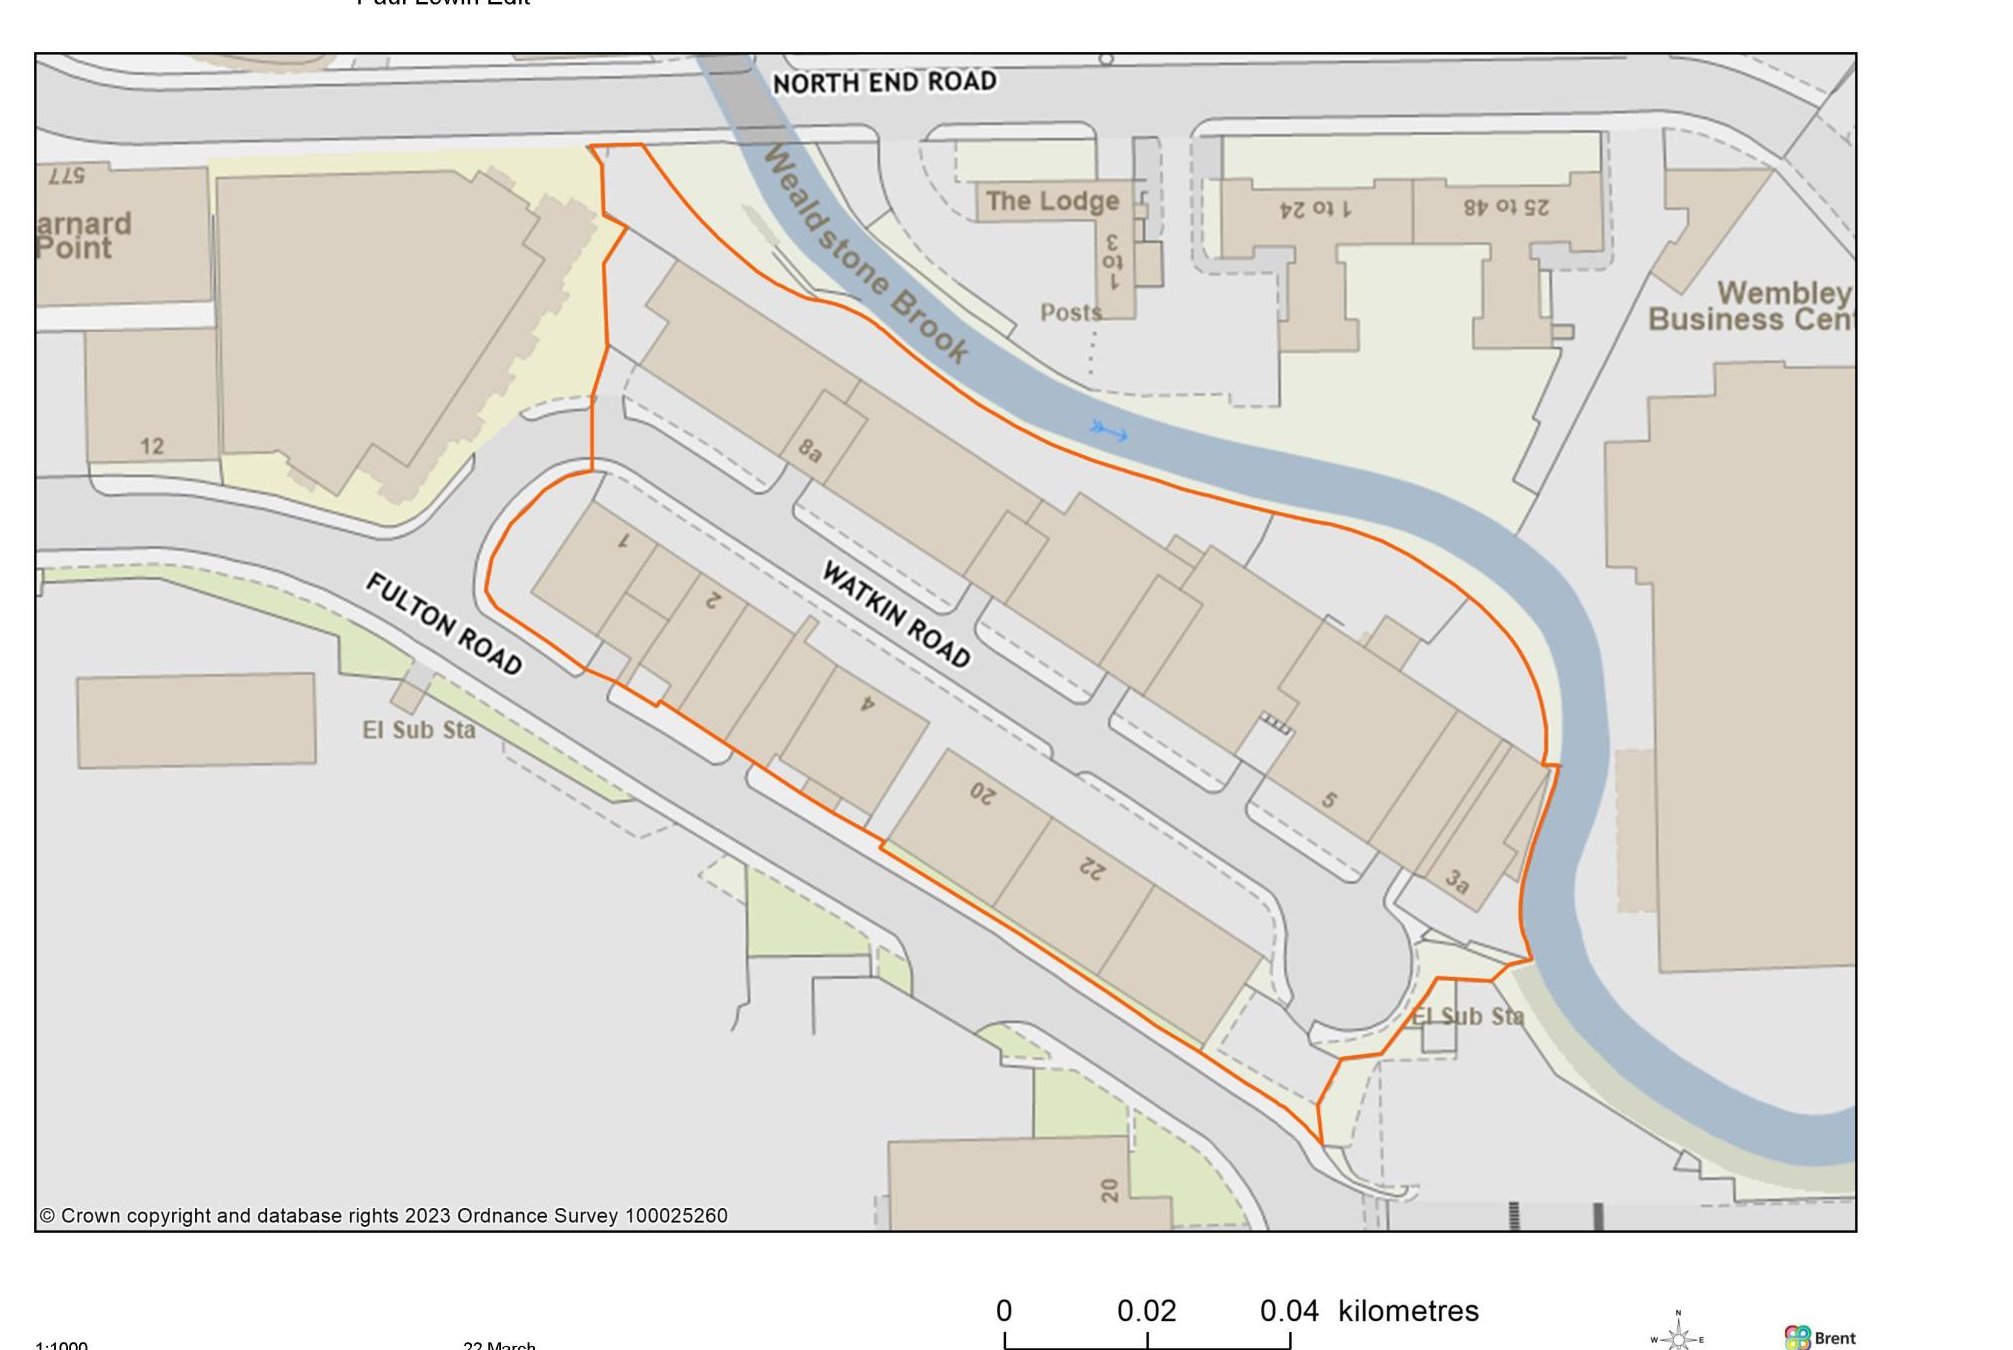 Paul Lewin Edit
NORTH END ROAD
577
arnard
Point
Wealdstone Brook
The Lodge
1 to 3
1 to 24
25 to 48
Posts
Wembley
Business Cen
12
8a
1
2
WATKIN ROAD
FULTON ROAD
4
El Sub Sta
20
5
22
3a
El Sub Sta
20
© Crown copyright and database rights 2023 Ordnance Survey 100025260
0 0.02 0.04 kilometres
N
W E
Brent
1:1000
22 March